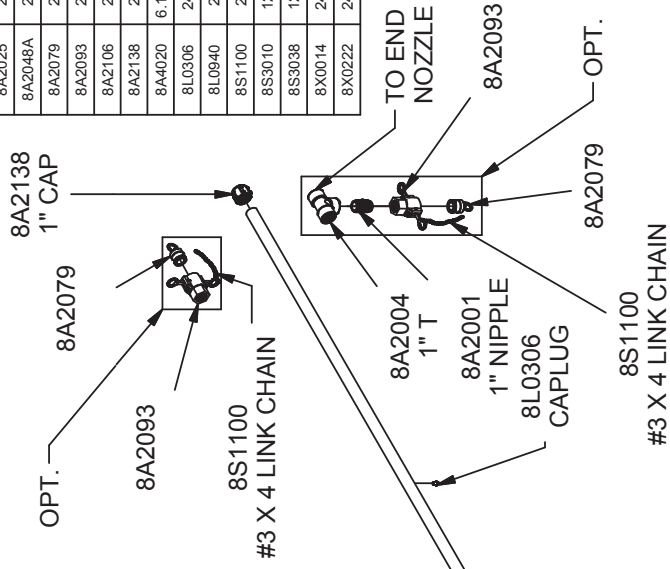 8A2025
8A2048A
8A2079
8A2093
8A2106
8A2138
8A4020
8L0306
8L0940
8S1100
8S3010
8S3038
8X0014
8X0222
OPT.
8A2079
8A2138
1" CAP
8A2093
8S1100
#3 X 4 LINK CHAIN
TO END
NOZZLE
8A2093
8A2004
1" T
8A2001
1" NIPPLE
8L0306
CAPLUG
OPT.
8A2079
8S1100
#3 X 4 LINK CHAIN